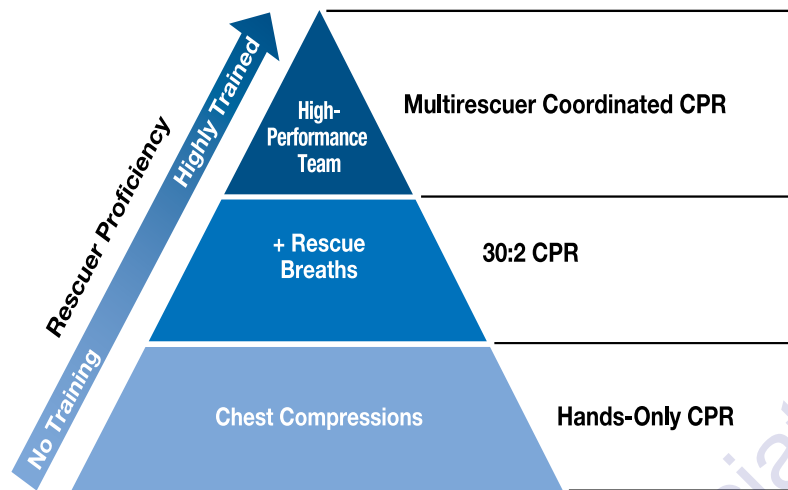 Rescuer Proficiency
Highly Trained
No Training
High-
Performance
Team
Multirescuer Coordinated CPR
+ Rescue
Breaths
30:2 CPR
Chest Compressions
Hands-Only CPR